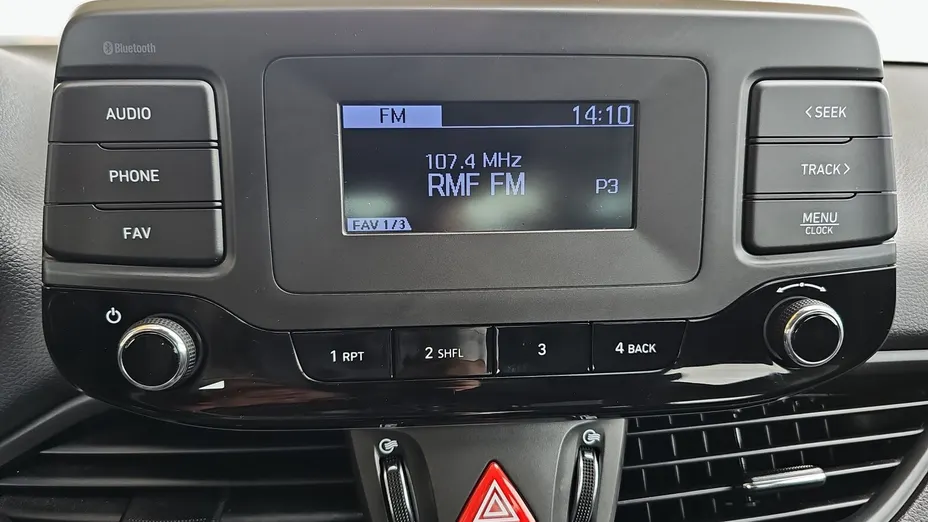 Bluetooth
AUDIO
PHONE
FAV
FM 14:10
107.4 MHz
RMF FM
P3
FAV 1/3
< SEEK
TRACK >
MENU
CLOCK
1 RPT
2 SHFL
3
4 BACK